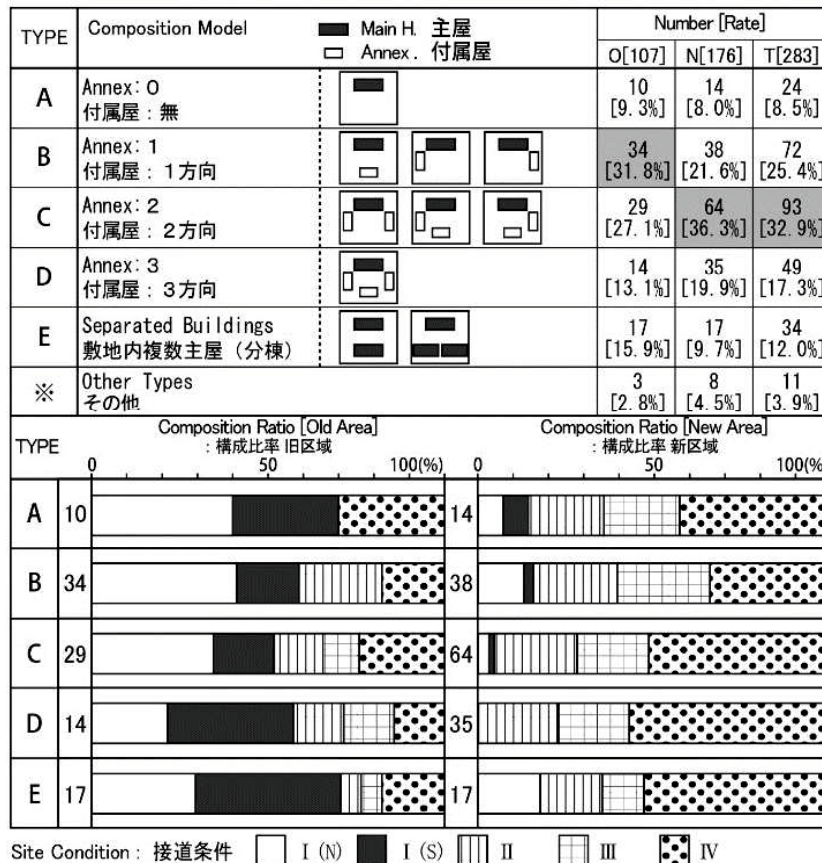 TYPE Composition Model Main H. 主屋 Annex. 付属屋 Number [Rate]
O[107] N[176] T[283]
A Annex: 0 付属屋：無 10 [9.3%] 14 [8.0%] 24 [8.5%]
B Annex: 1 付属屋：1方向 34 [31.8%] 38 [21.6%] 72 [25.4%]
C Annex: 2 付属屋：2方向 29 [27.1%] 64 [36.3%] 93 [32.9%]
D Annex: 3 付属屋：3方向 14 [13.1%] 35 [19.9%] 49 [17.3%]
E Separated Buildings 敷地内複数主屋（分棟） 17 [15.9%] 17 [9.7%] 34 [12.0%]
※ Other Types その他 3 [2.8%] 8 [4.5%] 11 [3.9%]
TYPE Composition Ratio [Old Area] ：構成比率 旧区域 Composition Ratio [New Area] ：構成比率 新区域
0 50 100(%) 0 50 100(%)
A 10 14
B 34 38
C 29 64
D 14 35
E 17 17
Site Condition : 接道条件 I (N) I (S) II III IV